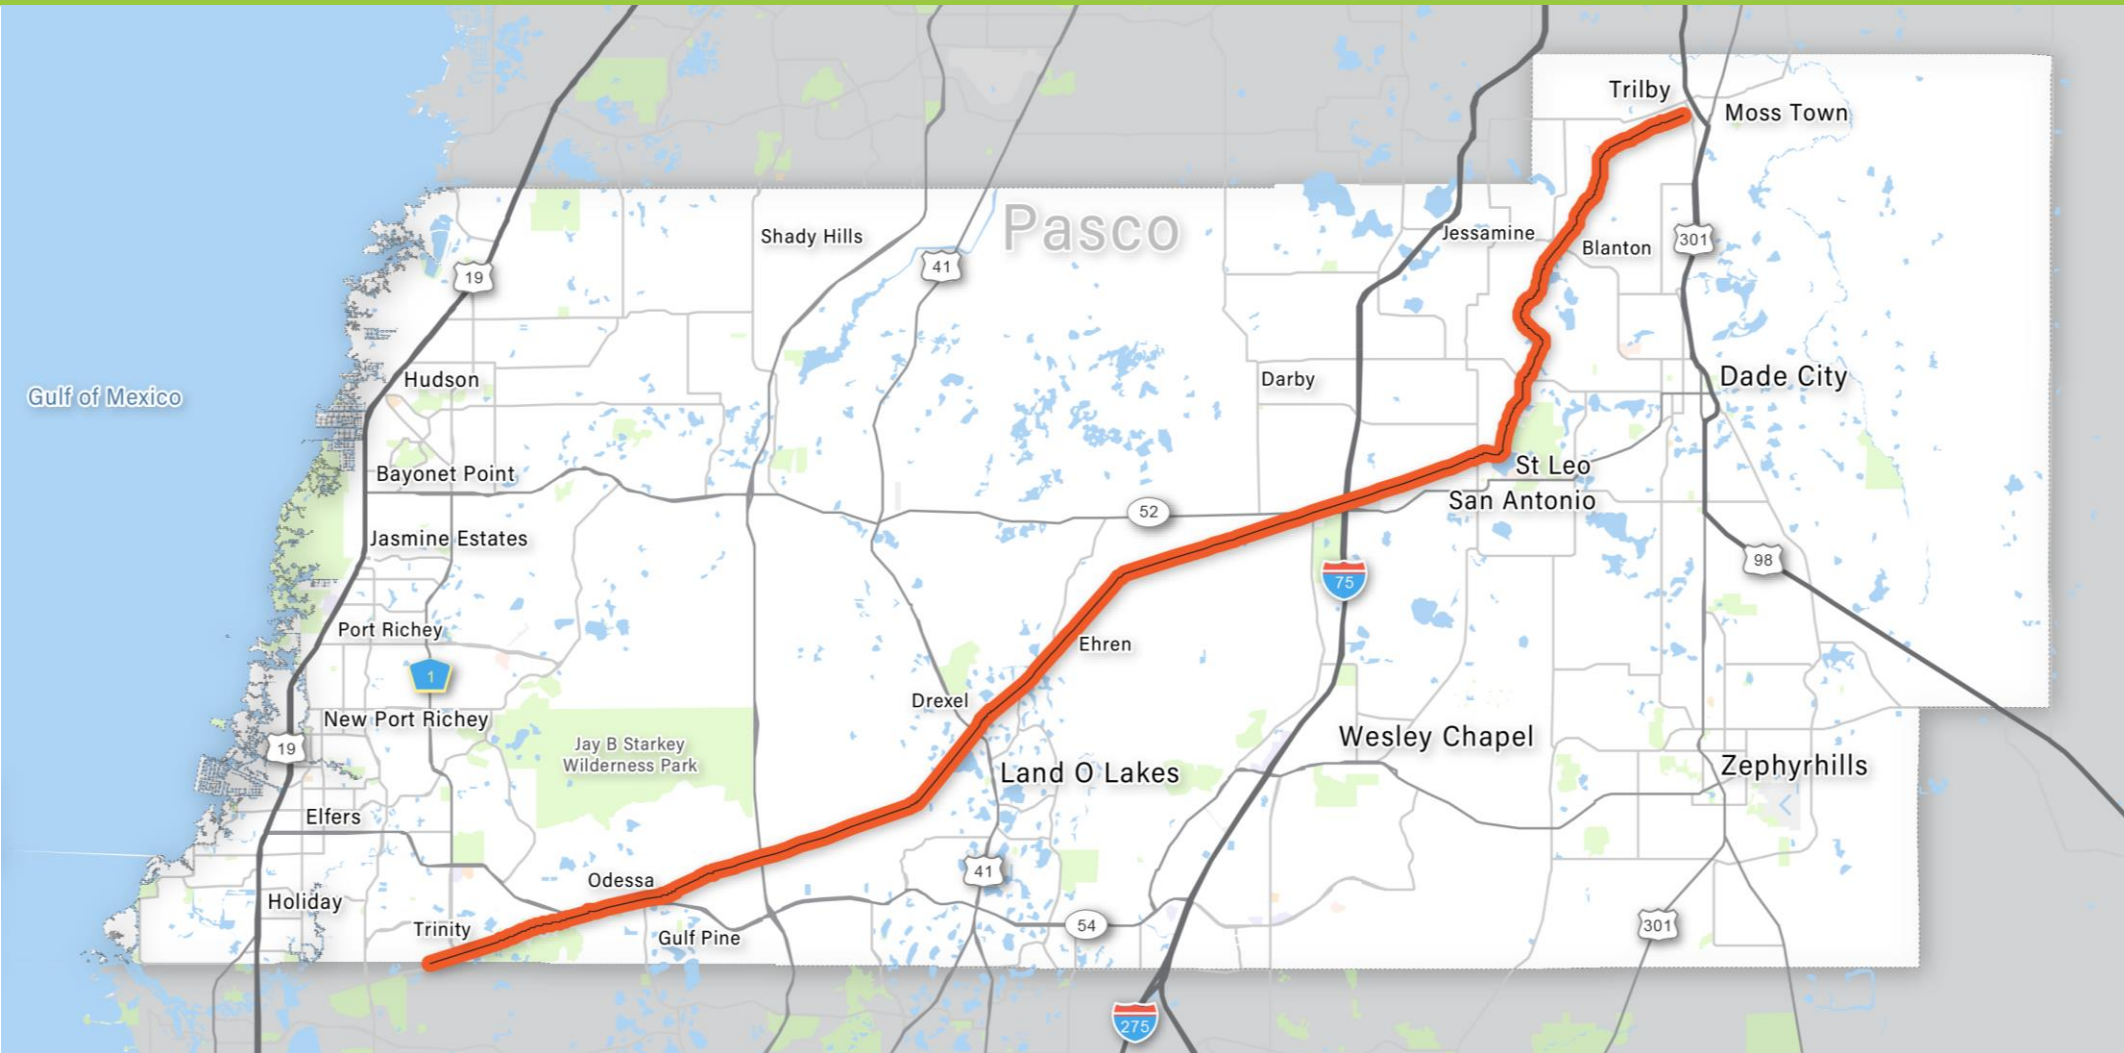 Trilby
Moss Town
Pasco
Shady Hills
Jessamine
Blanton
301
41
19
Hudson
Gulf of Mexico
Darby
Dade City
Bayonet Point
St Leo
San Antonio
52
Jasmine Estates
98
75
Port Richey
Ehren
1
Drexel
New Port Richey
19
Jay B Starkey
Wilderness Park
Wesley Chapel
Land O Lakes
Zephyrhills
Elfers
41
Odessa
Holiday
Trinity
Gulf Pine
54
301
275